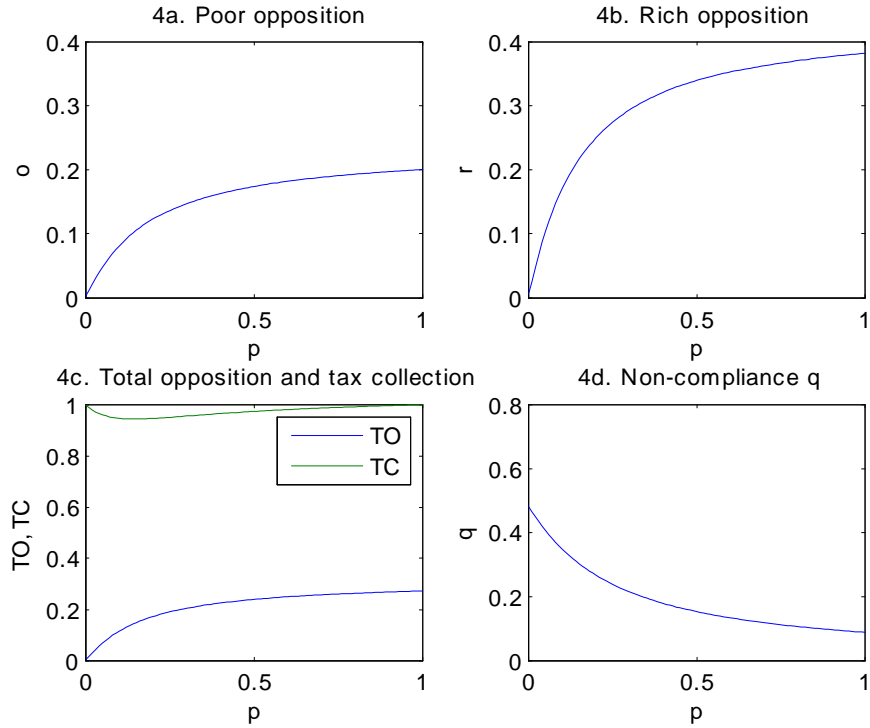 4a. Poor opposition
0.4
0.3
0.2
0.1
0
o
0
0.5
1
p
4b. Rich opposition
0.4
0.3
0.2
0.1
0
r
0
0.5
1
p
4c. Total opposition and tax collection
1
0.8
0.6
0.4
0.2
0
TO, TC
TO
TC
0
0.5
1
p
4d. Non-compliance q
0.8
0.6
0.4
0.2
0
q
0
0.5
1
p